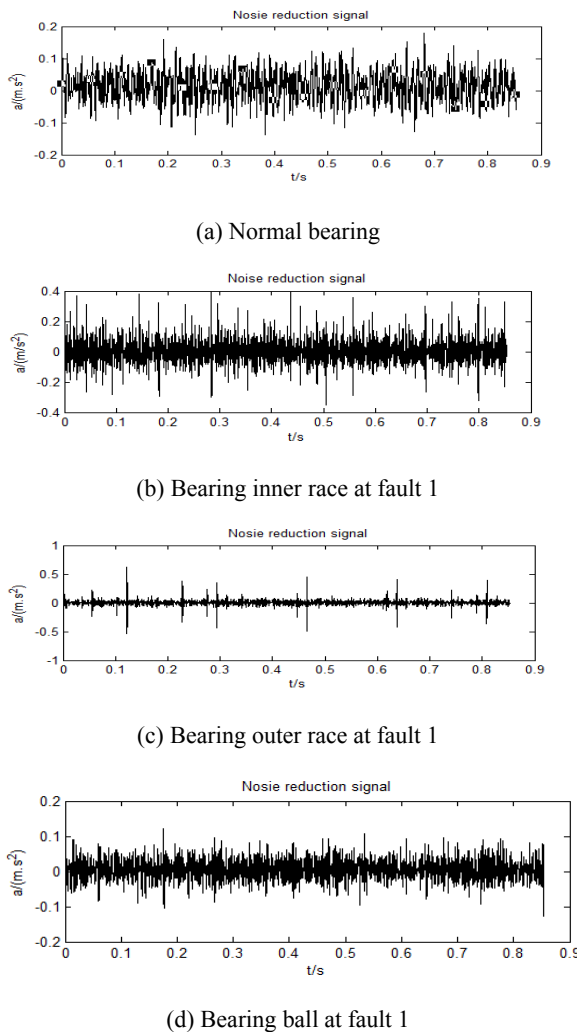 Nosie reduction signal
0.2
0.1
0
-0.1
-0.2
a/(m.s²)
0 0.1 0.2 0.3 0.4 0.5 0.6 0.7 0.8 0.9
t/s
(a) Normal bearing
Noise reduction signal
0.4
0.2
0
-0.2
-0.4
a/(m/s²)
0 0.1 0.2 0.3 0.4 0.5 0.6 0.7 0.8 0.9
t/s
(b) Bearing inner race at fault 1
Nosie reduction signal
1
0.5
0
-0.5
-1
a/(m.s²)
0 0.1 0.2 0.3 0.4 0.5 0.6 0.7 0.8 0.9
t/s
(c) Bearing outer race at fault 1
Nosie reduction signal
0.2
0.1
0
-0.1
-0.2
a/(m.s²)
0 0.1 0.2 0.3 0.4 0.5 0.6 0.7 0.8 0.9
t/s
(d) Bearing ball at fault 1